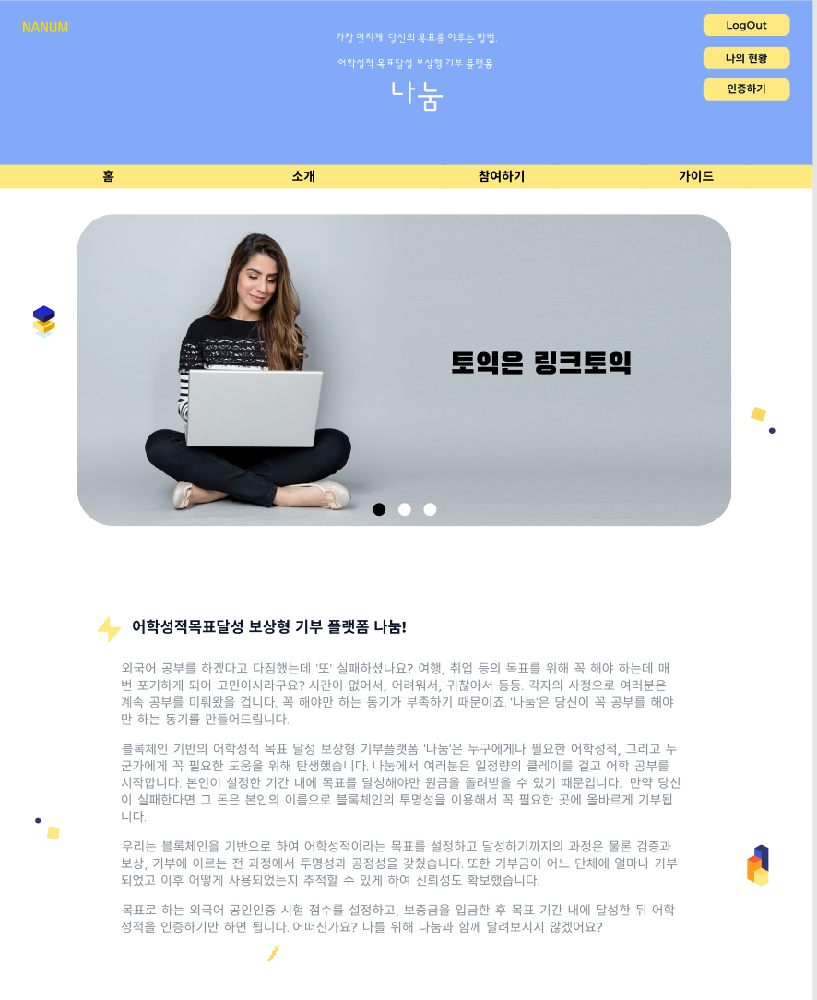 NANUM
가장 멋지게 당신의 목표를 이루는 방법,
어학성적 목표달성 보상형 기부 플랫폼
나눔
LogOut
나의 현황
인증하기
홈 소개 참여하기 가이드
토익은 링크토익
어학성적목표달성 보상형 기부 플랫폼 나눔!
외국어 공부를 하겠다고 다짐했는데 '또' 실패하셨나요? 여행, 취업 등의 목표를 위해 꼭 해야 하는데 매
번 포기하게 되어 고민이시라구요? 시간이 없어서, 어려워서, 귀찮아서 등등. 각자의 사정으로 여러분은
계속 공부를 미뤄왔을 겁니다. 꼭 해야만 하는 동기가 부족하기 때문이죠. '나눔'은 당신이 꼭 공부를 해야
만 하는 동기를 만들어드립니다.
블록체인 기반의 어학성적 목표 달성 보상형 기부플랫폼 '나눔'은 누구에게나 필요한 어학성적, 그리고 누
군가에게 꼭 필요한 도움을 위해 탄생했습니다. 나눔에서 여러분은 일정량의 클레이를 걸고 어학 공부를
시작합니다. 본인이 설정한 기간 내에 목표를 달성해야만 원금을 돌려받을 수 있기 때문입니다. 만약 당신
이 실패한다면 그 돈은 본인의 이름으로 블록체인의 투명성을 이용해서 꼭 필요한 곳에 올바르게 기부됩
니다.
우리는 블록체인을 기반으로 하여 어학성적이라는 목표를 설정하고 달성하기까지의 과정은 물론 검증과
보상, 기부에 이르는 전 과정에서 투명성과 공정성을 갖췄습니다. 또한 기부금이 어느 단체에 얼마나 기부
되었고 이후 어떻게 사용되었는지 추적할 수 있게 하여 신뢰성도 확보했습니다.
목표로 하는 외국어 공인인증 시험 점수를 설정하고, 보증금을 입금한 후 목표 기간 내에 달성한 뒤 어학
성적을 인증하기만 하면 됩니다. 어떠신가요? 나를 위해 나눔과 함께 달려보시지 않겠어요?